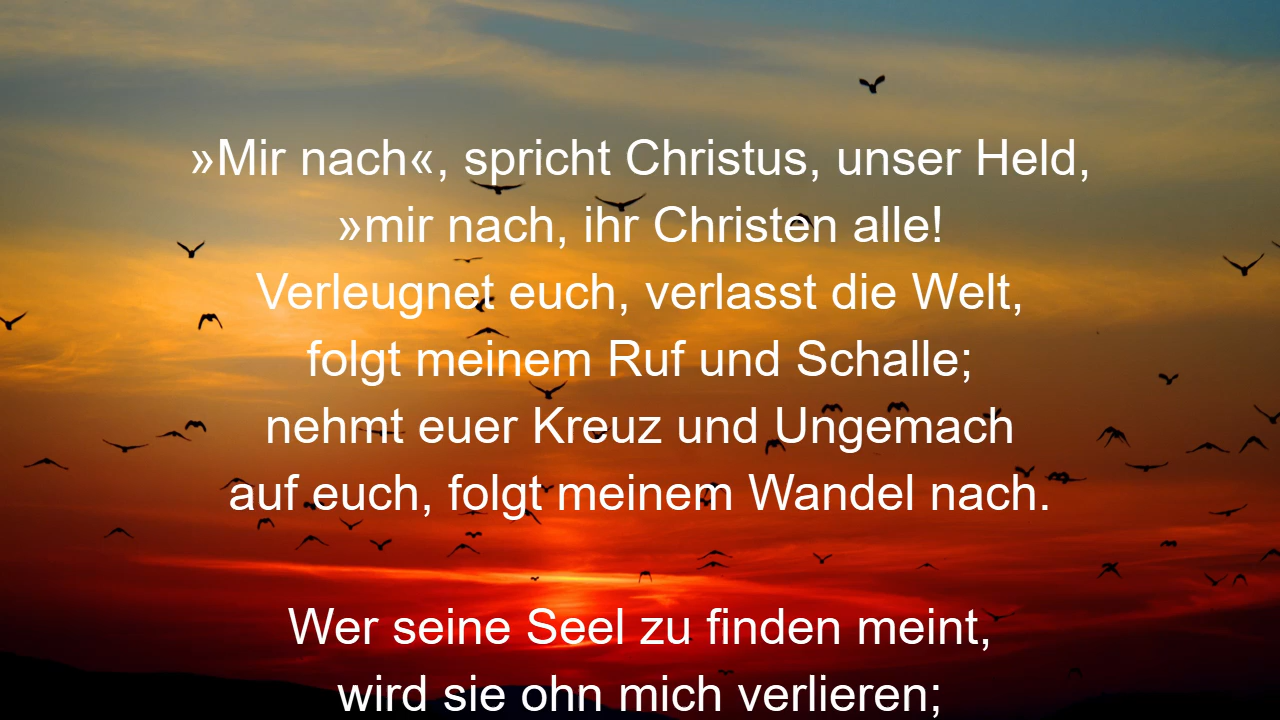 »Mir nach«, spricht Christus, unser Held,
»mir nach, ihr Christen alle!
Verleugnet euch, verlasst die Welt,
folgt meinem Ruf und Schalle;
nehmt euer Kreuz und Ungemach
auf euch, folgt meinem Wandel nach.
Wer seine Seel zu finden meint,
wird sie ohn mich verlieren;